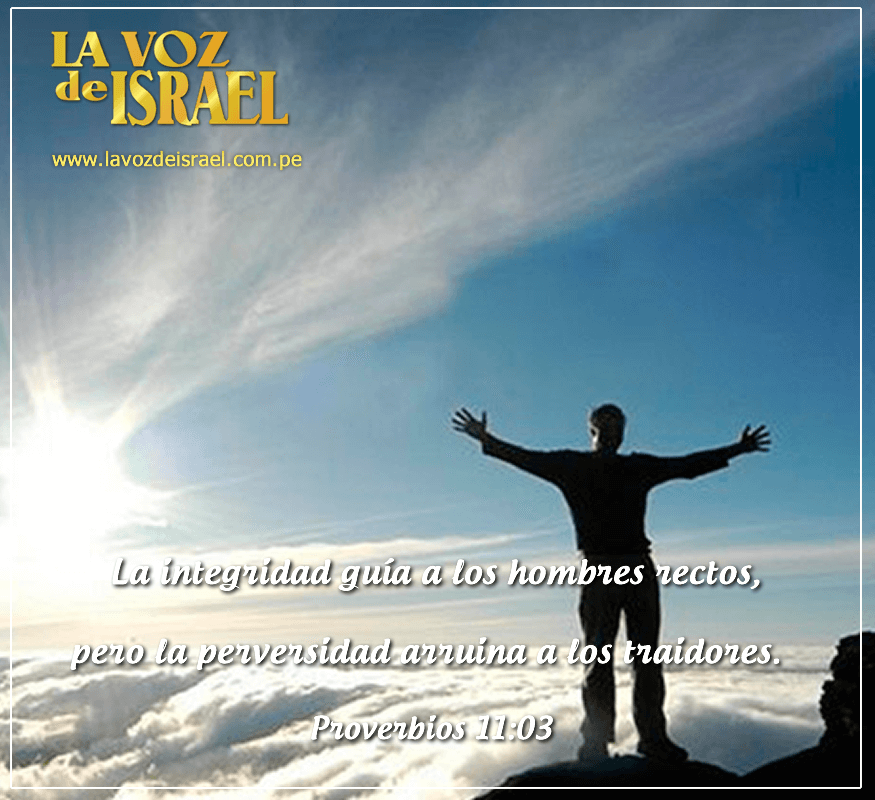 LA VOZ
de ISRAEL
www.lavozdeisrael.com.pe
La integridad guía a los hombres rectos,
pero la perversidad arruina a los traidores.
Proverbios 11:03